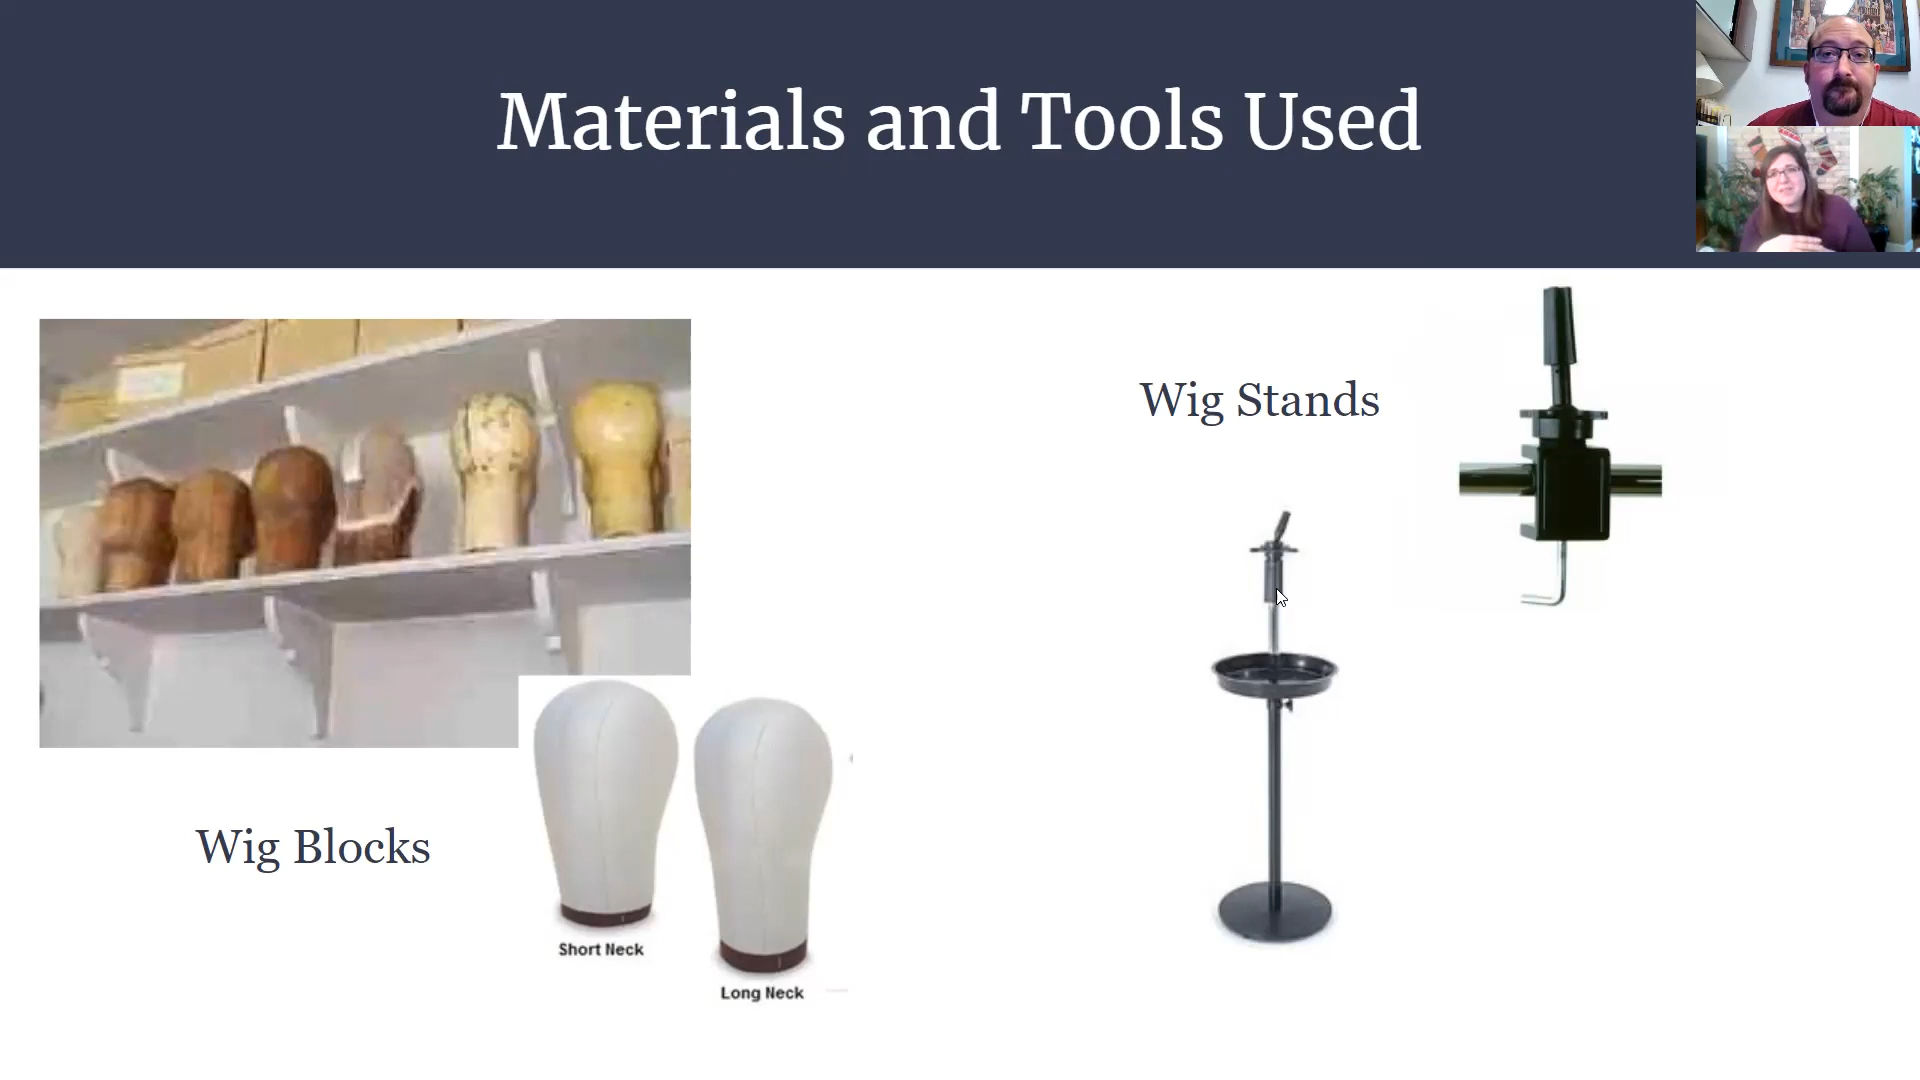 Materials and Tools Used
Wig Stands
Wig Blocks
Short Neck
Long Neck